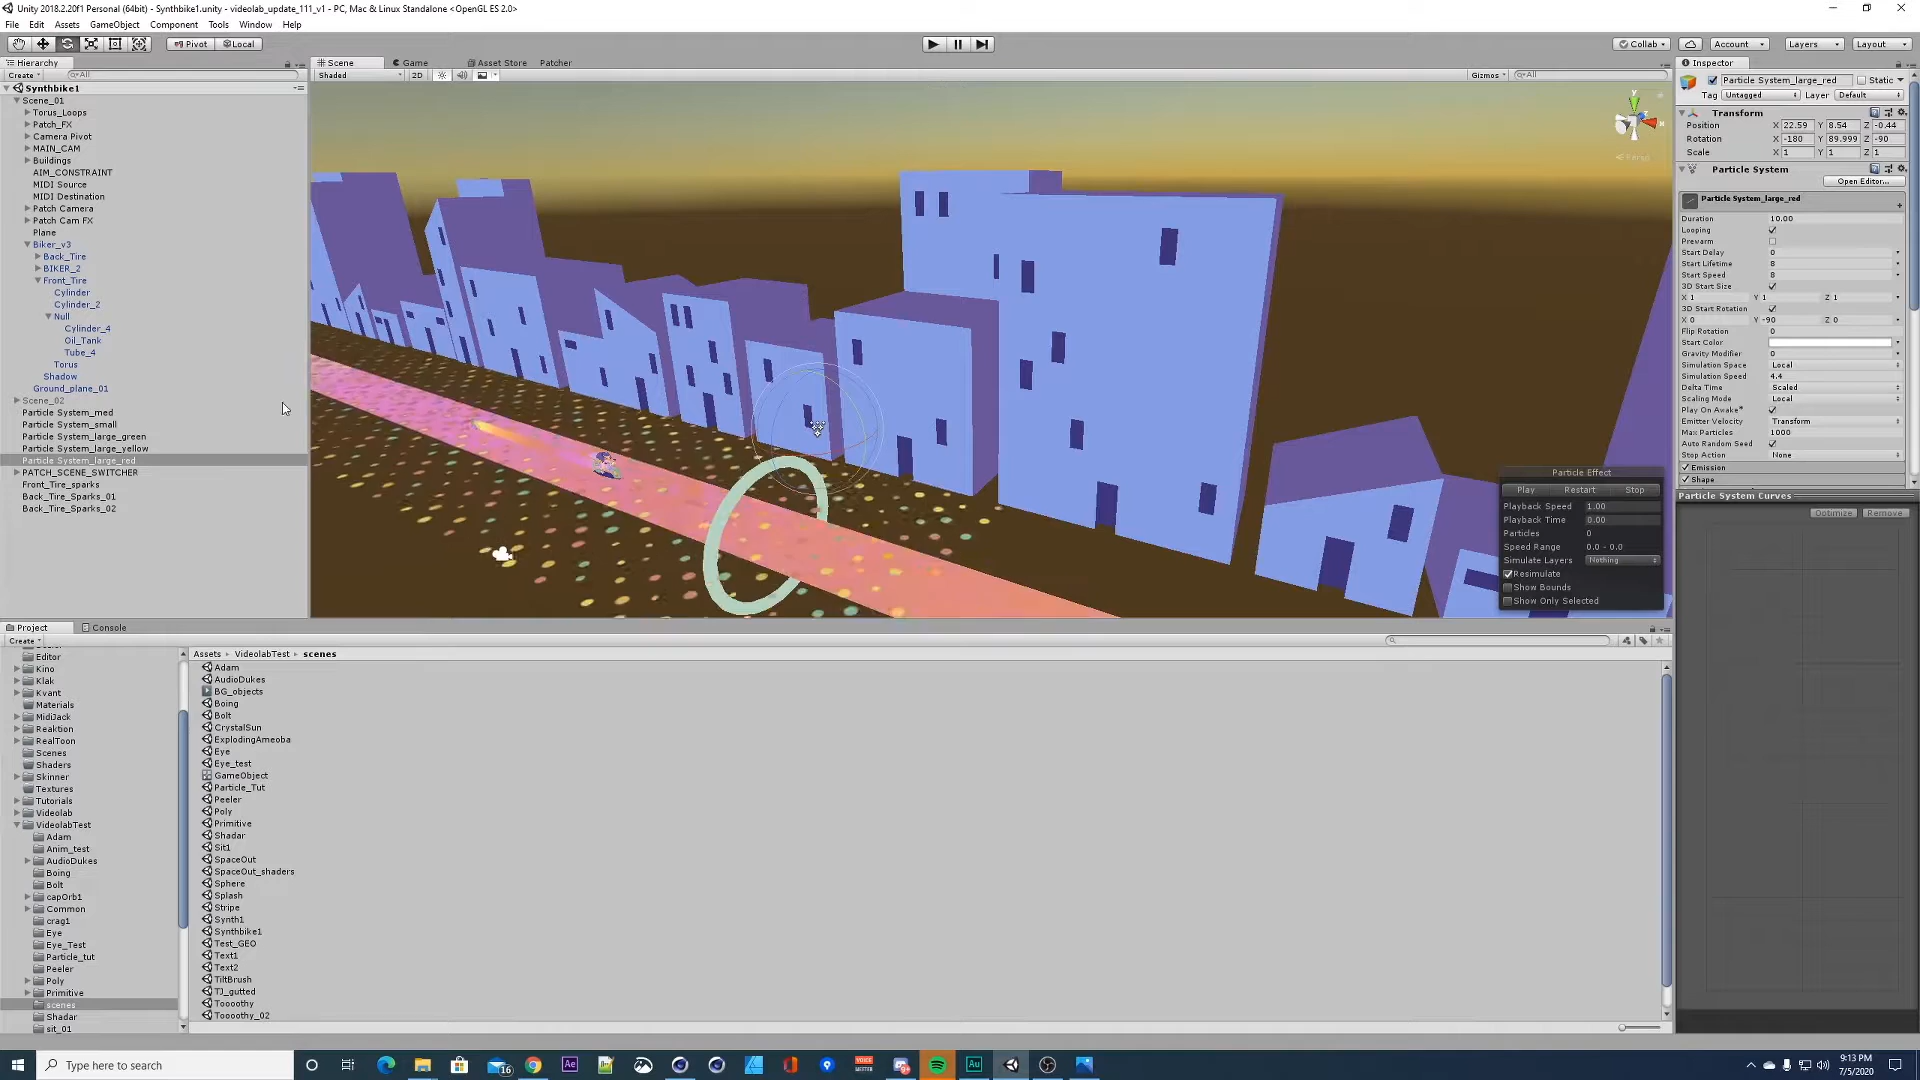 Unity 2018.2.20f1 Personal (64bit) - Synthbike1.unity - videolab_update_111_v1 - PC, Mac & Linux Standalone <OpenGL ES 2.0>
File Edit Assets GameObject Component Tools Window Help
Pivot Local Collab Account Layers Layout
Hierarchy
Create All
Synthbike1
Scene_01
Torus_Loops
Patch_FX
Camera Pivot
MAIN_CAM
Buildings
AIM_CONSTRAINT
MIDI Source
MIDI Destination
Patch Camera
Patch Cam FX
Plane
Biker_v3
Back_Tire
BIKER_2
Front_Tire
Cylinder
Cylinder_2
Null
Cylinder_4
Oil_Tank
Tube_4
Torus
Shadow
Ground_plane_01
Scene_02
Particle System_med
Particle System_small
Particle System_large_green
Particle System_large_yellow
Particle System_large_red
PATCH_SCENE_SWITCHER
Front_Tire_sparks
Back_Tire_Sparks_01
Back_Tire_Sparks_02
Scene Game Asset Store Patcher
Shaded 2D Gizmos All
Persp
Particle Effect
Play Restart Stop
Playback Speed 1.00
Playback Time 0.00
Particles 0
Speed Range 0.0 - 0.0
Simulate Layers Nothing
Resimulate
Show Bounds
Show Only Selected
Inspector
Particle System_large_red Static
Tag Untagged Layer Default
Transform
Position X 22.59 Y 8.54 Z -0.44
Rotation X -180 Y 89.999 Z -90
Scale X 1 Y 1 Z 1
Particle System
Open Editor...
Particle System_large_red
Duration 10.00
Looping
Prewarm
Start Delay 0
Start Lifetime 8
Start Speed 8
3D Start Size
X 1 Y 1 Z 1
3D Start Rotation
X 0 Y -90 Z 0
Flip Rotation 0
Start Color
Gravity Modifier 0
Simulation Space Local
Simulation Speed 4.4
Delta Time Scaled
Scaling Mode Local
Play On Awake*
Emitter Velocity Transform
Max Particles 1000
Auto Random Seed
Stop Action None
Emission
Shape
Particle System Curves
Optimize Remove
Project Console
Create
Editor
Kino
Klak
Kvant
Materials
MidiJack
Reaktion
RealToon
Scenes
Shaders
Skinner
Textures
Tutorials
Videolab
VideolabTest
Adam
Anim_test
AudioDukes
Boing
Bolt
capOrb1
Common
crag1
Eye
Eye_Test
Particle_tut
Peeler
Poly
Primitive
scenes
Shadar
sit_01
Assets VideolabTest scenes
Adam
AudioDukes
BG_objects
Boing
Bolt
CrystalSun
ExplodingAmeoba
Eye
Eye_test
GameObject
Particle_Tut
Peeler
Poly
Primitive
Shadar
Sit1
SpaceOut
SpaceOut_shaders
Sphere
Splash
Stripe
Synth1
Synthbike1
Test_GEO
Text1
Text2
TiltBrush
TJ_gutted
Toooothy
Toooothy_02
Type here to search
16
Ae
Au
9:13 PM
7/5/2020